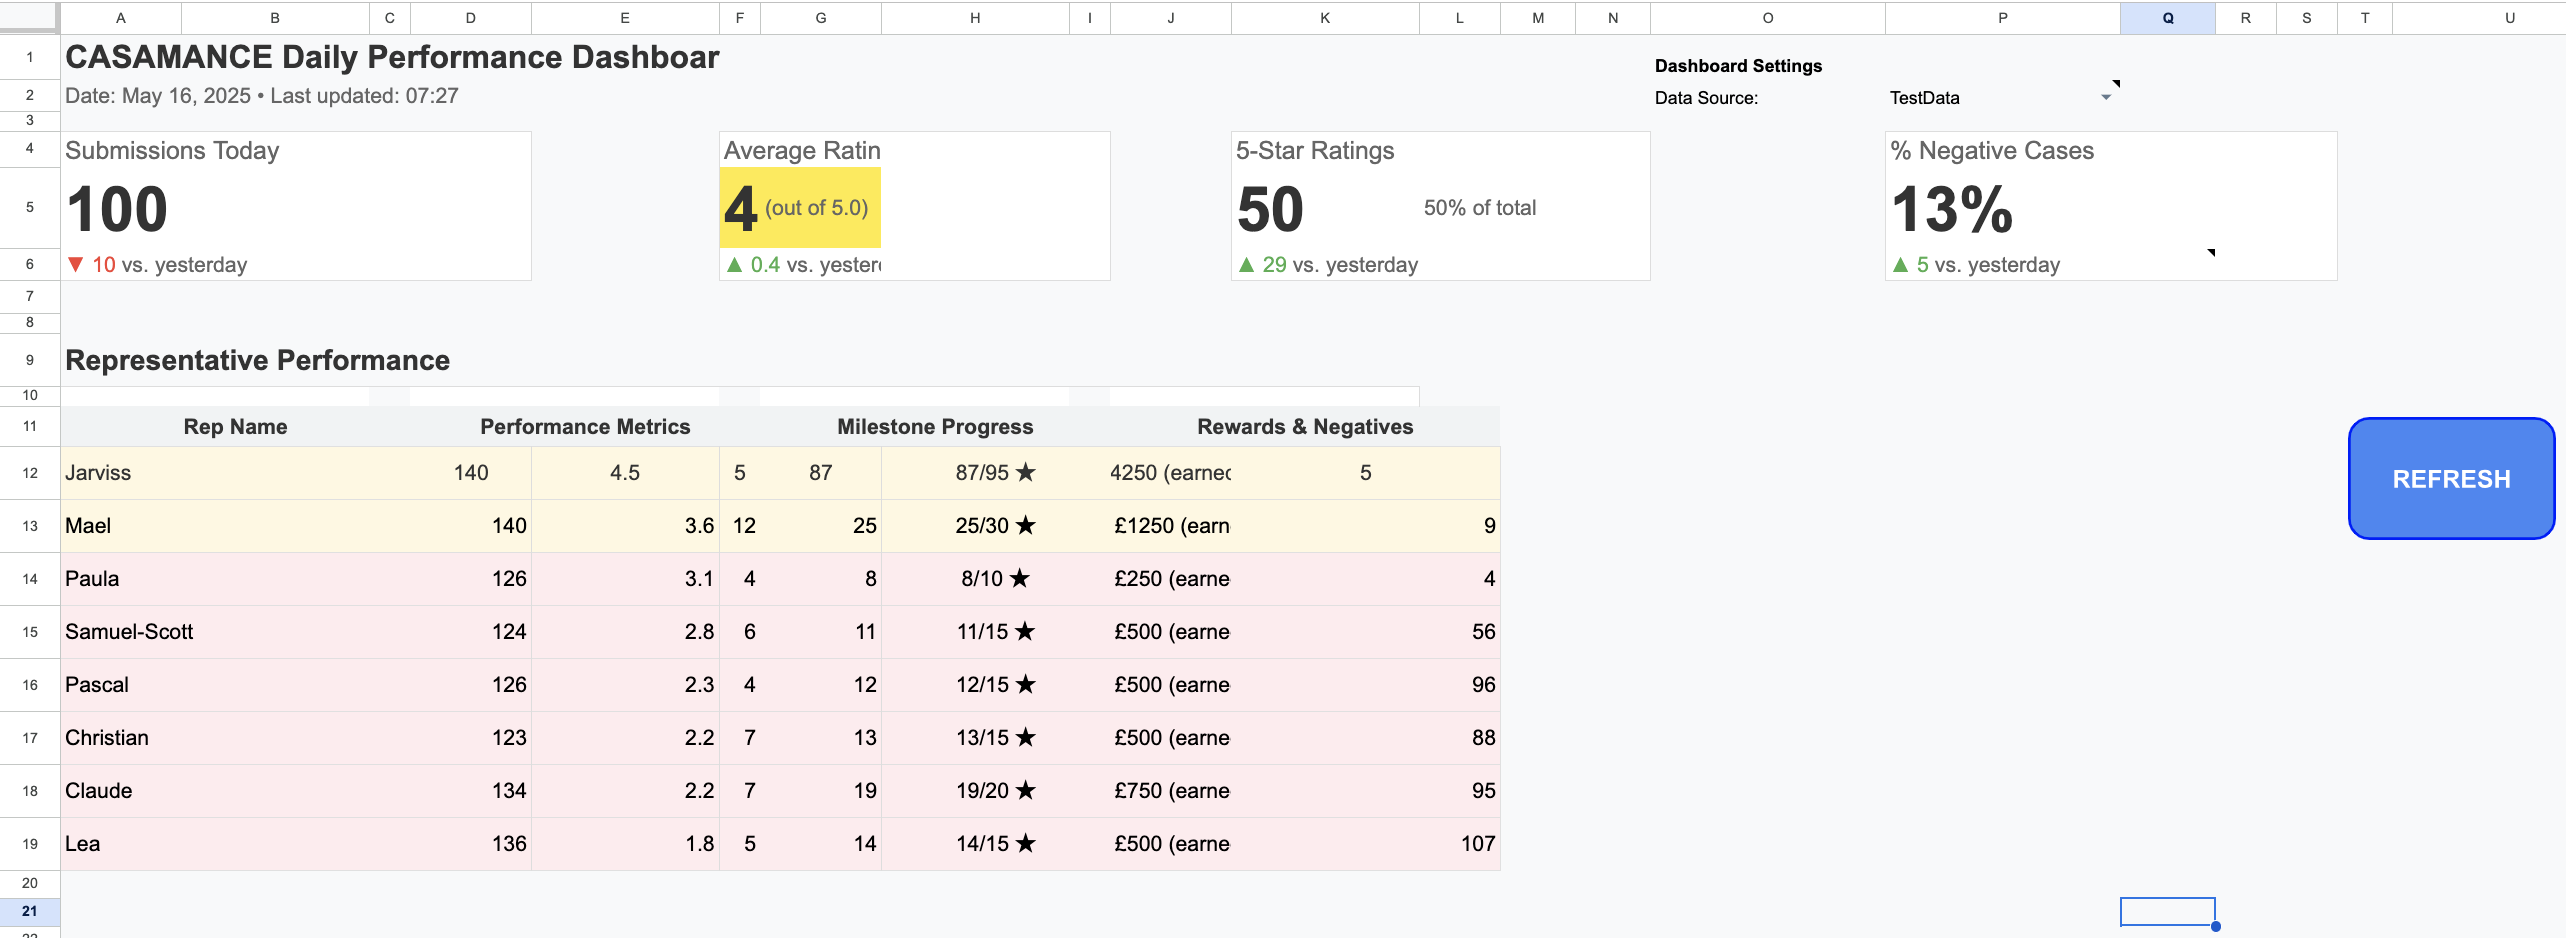 A B C D E F G H I J K L M N O P Q R S T U
1 CASAMANCE Daily Performance Dashboar
Dashboard Settings
2 Date: May 16, 2025 • Last updated: 07:27
Data Source: TestData
3
4 Submissions Today Average Ratin 5-Star Ratings % Negative Cases
5 100 4 (out of 5.0) 50 50% of total 13%
6 ▼ 10 vs. yesterday ▲ 0.4 vs. yester ▲ 29 vs. yesterday ▲ 5 vs. yesterday
7
8
9 Representative Performance
10
11 Rep Name Performance Metrics Milestone Progress Rewards & Negatives
12 Jarviss 140 4.5 5 87 87/95 ★ 4250 (earned 5
REFRESH
13 Mael 140 3.6 12 25 25/30 ★ £1250 (earn 9
14 Paula 126 3.1 4 8 8/10 ★ £250 (earne 4
15 Samuel-Scott 124 2.8 6 11 11/15 ★ £500 (earne 56
16 Pascal 126 2.3 4 12 12/15 ★ £500 (earne 96
17 Christian 123 2.2 7 13 13/15 ★ £500 (earne 88
18 Claude 134 2.2 7 19 19/20 ★ £750 (earne 95
19 Lea 136 1.8 5 14 14/15 ★ £500 (earne 107
20
21
22